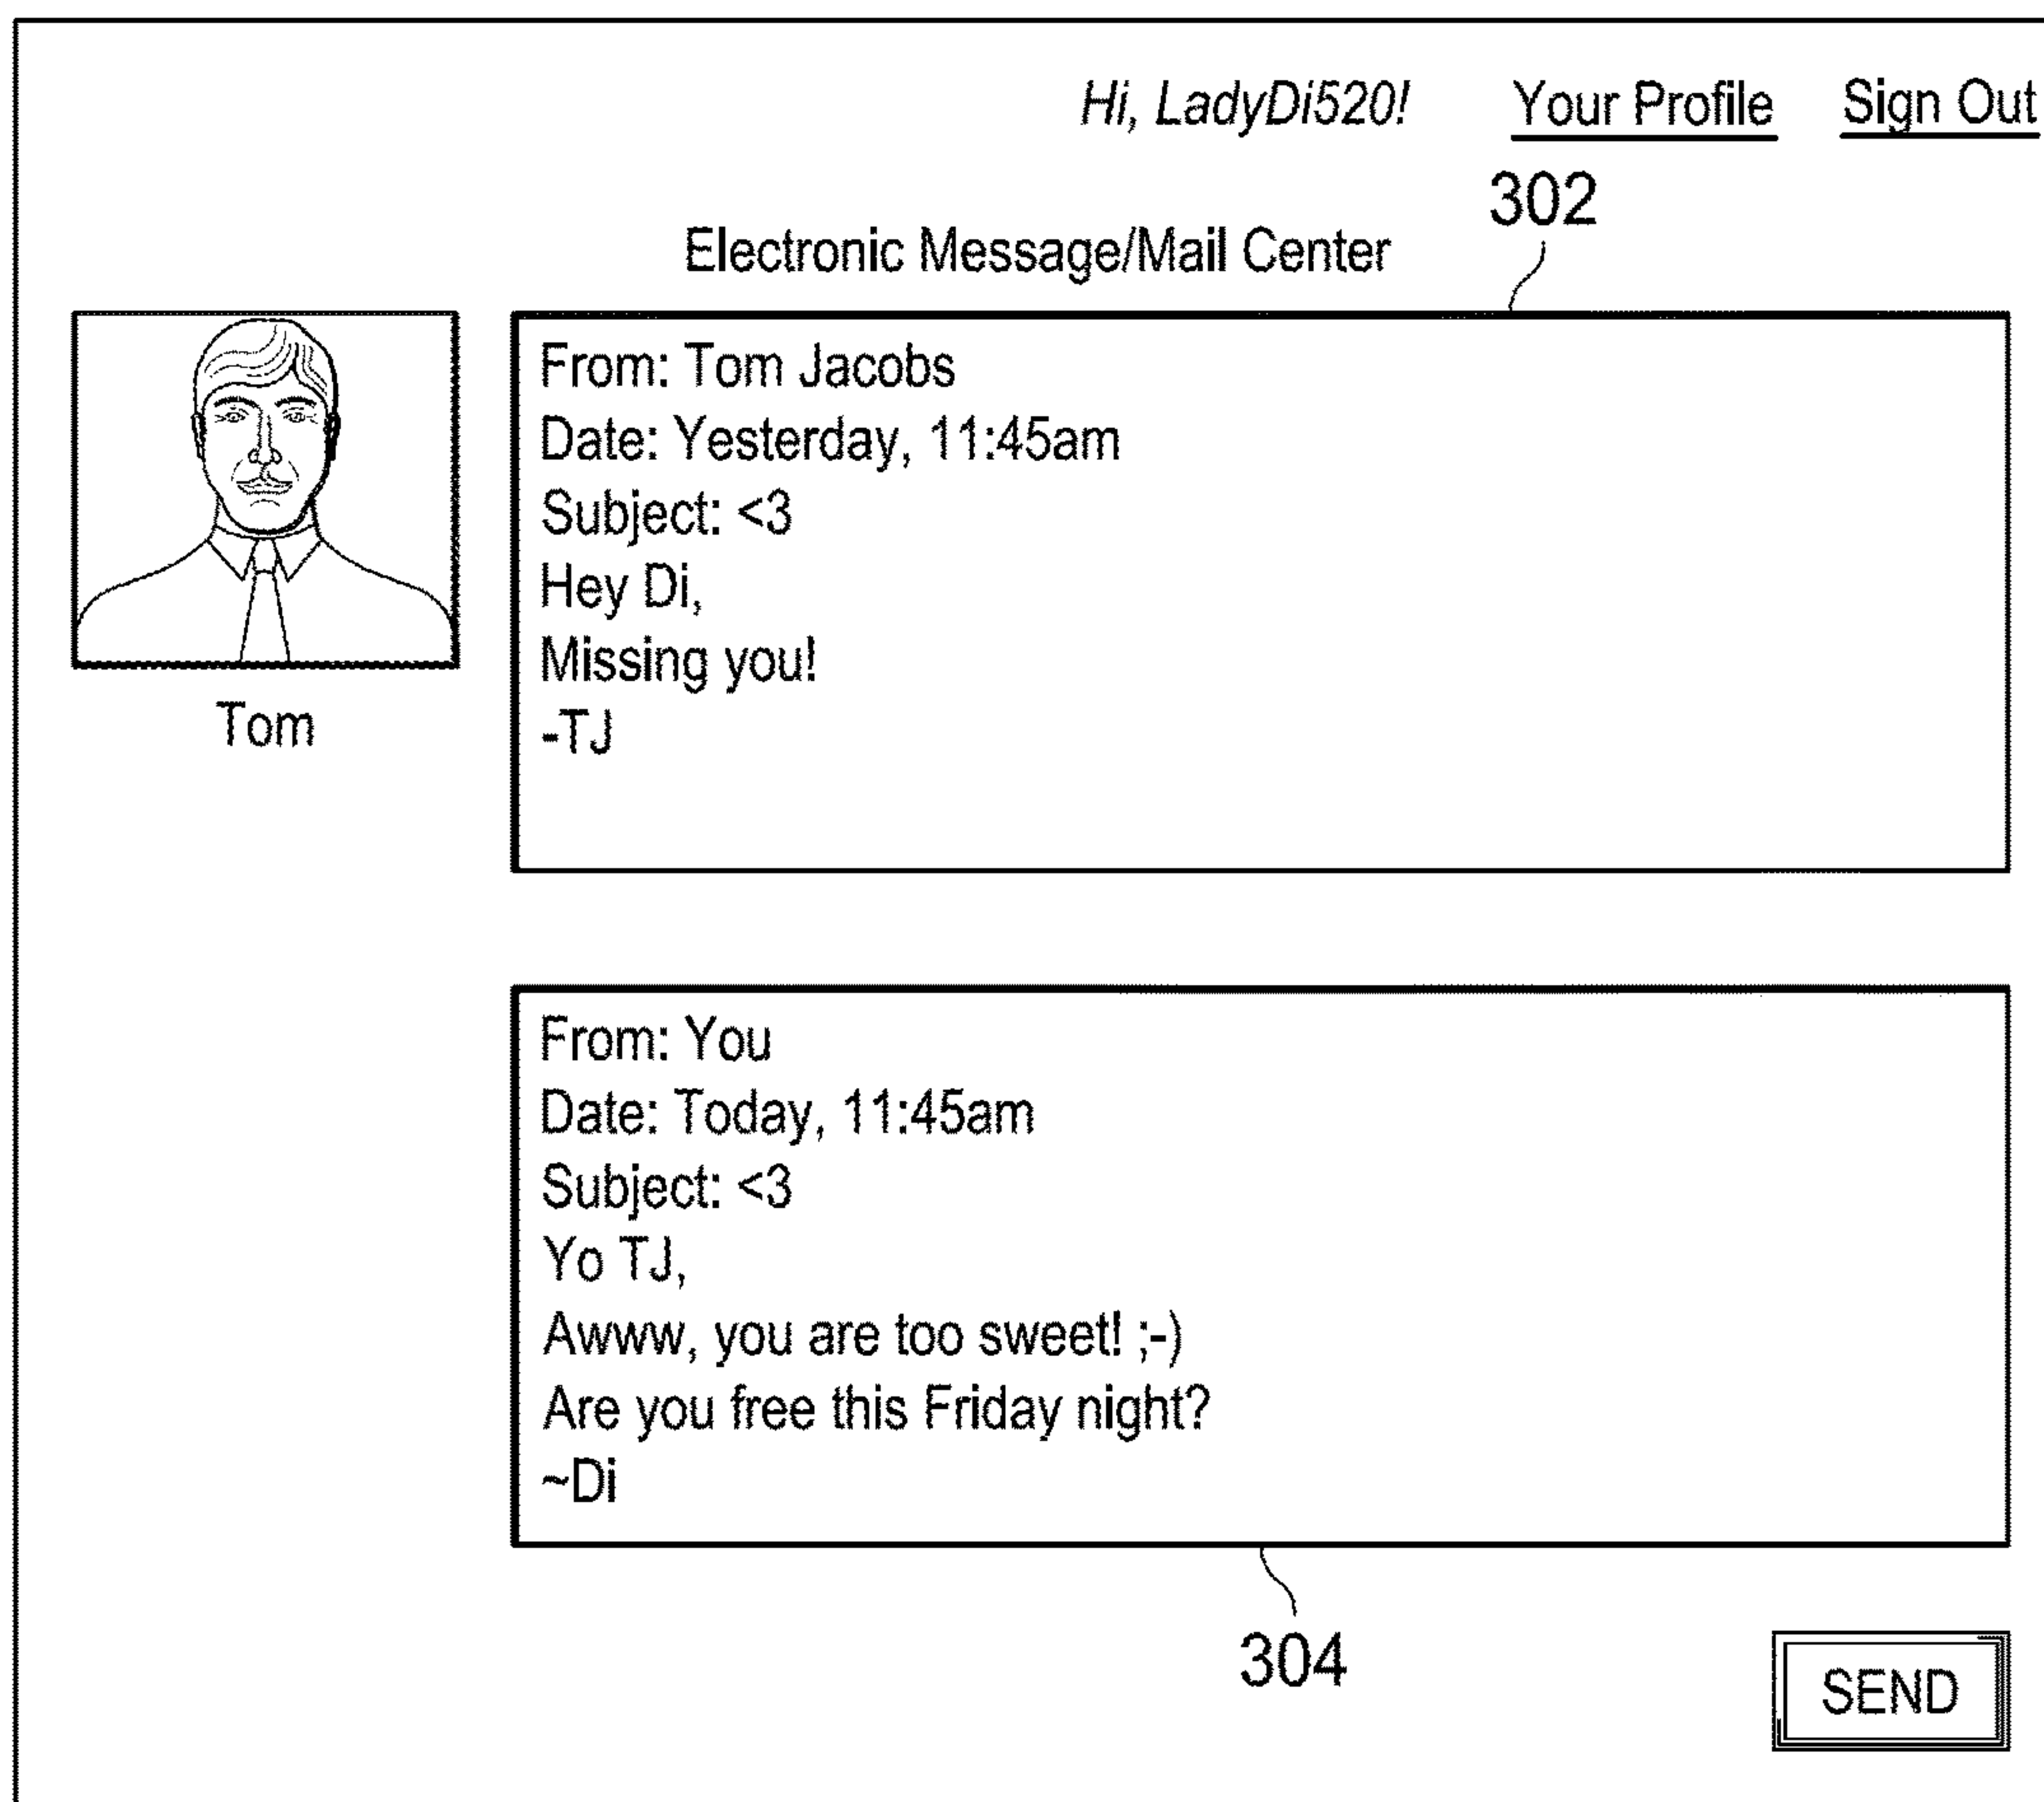 Hi, LadyDi520! Your Profile Sign Out
302
Electronic Message/Mail Center
From: Tom Jacobs
Date: Yesterday, 11:45am
Subject: <3
Hey Di,
Missing you!
-TJ
Tom
From: You
Date: Today, 11:45am
Subject: <3
Yo TJ,
Awww, you are too sweet! ;-)
Are you free this Friday night?
~Di
304
SEND